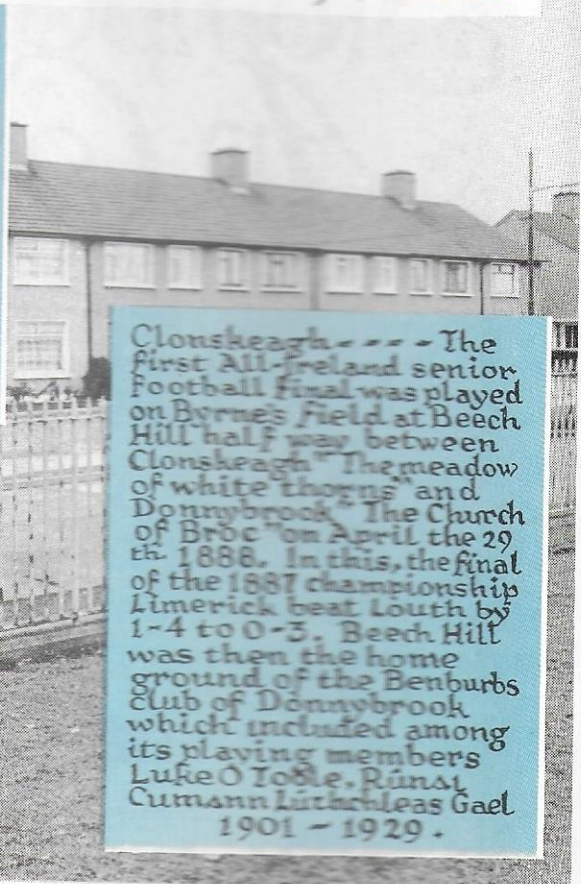 Clonskeagh - - - - The
first All-Ireland senior
Football final was played
on Byrne's field at Beech
Hill half way between
Clonskeagh "The meadow
of white thorns" and
Donnybrook "The Church
of Broc" on April the 29
th. 1888. In this, the final
of the 1887 championship
Limerick beat Louth by
1-4 to 0-3. Beech Hill
was then the home
ground of the Benburbs
club of Donnybrook
which included among
its playing members
Luke O Toole, Rúnaí
Cumann Lúthchleas Gael
1901 - 1929.